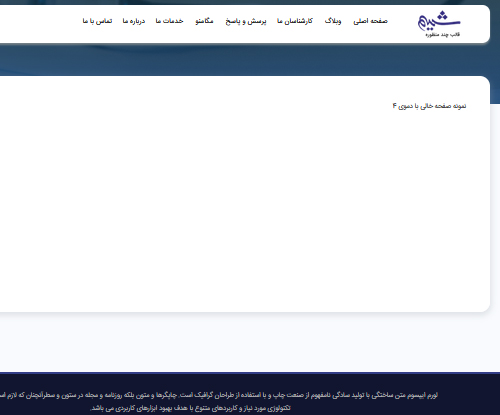 شمیم
قالب چند منظوره
صفحه اصلی
وبلاگ
کارشناسان ما
پرسش و پاسخ
مگامنو
خدمات ما
درباره ما
تماس با ما
نمونه صفحه خالی با دموی ۴
لورم ایپسوم متن ساختگی با تولید سادگی نامفهوم از صنعت چاپ و با استفاده از طراحان گرافیک است. چاپگرها و متون بلکه روزنامه و مجله در ستون و سطرآنچنان که لازم
تکنولوژی مورد نیاز و کاربردهای متنوع با هدف بهبود ابزارهای کاربردی می باشد.